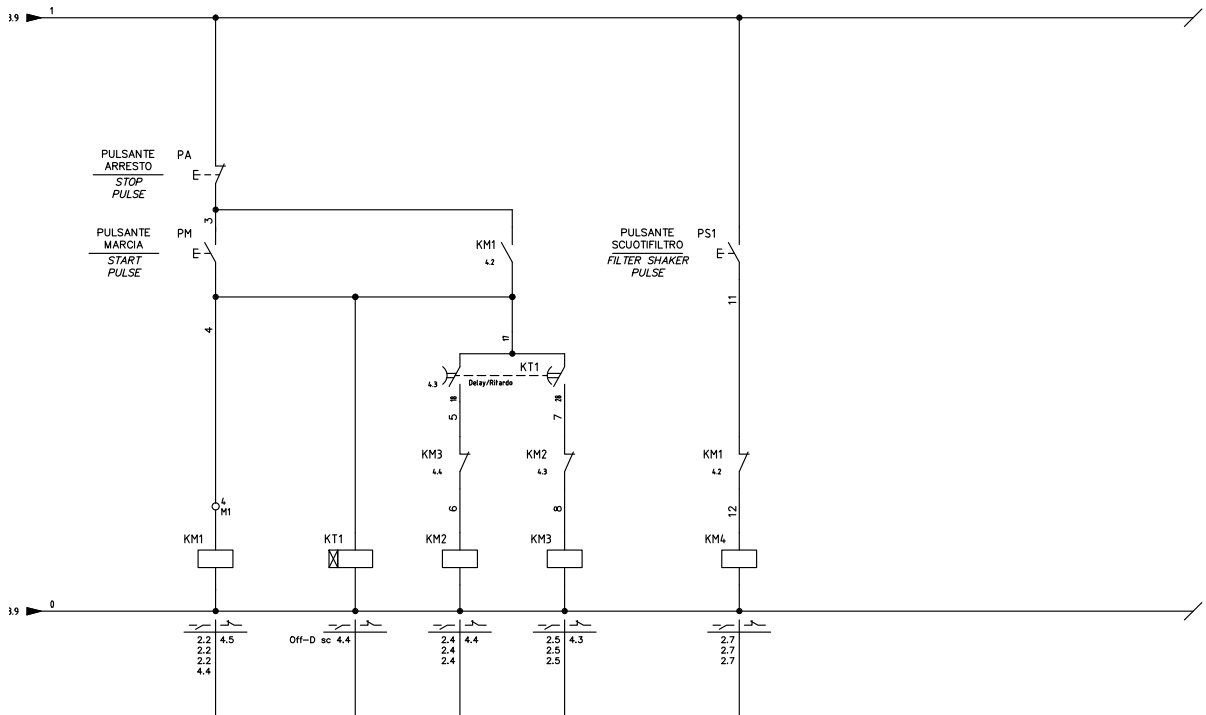 3.9 1
PULSANTE
ARRESTO
STOP
PULSE
PA
3
PULSANTE
MARCIA
START
PULSE
PM
KM1
4.2
PULSANTE
SCUOTIFILTRO
FILTER SHAKER
PULSE
PS1
4
11
17
4.3
Delay/Ritardo
KT1
18
28
5
7
KM3
4.4
KM2
4.3
KM1
4.2
4
M1
6
8
12
KM1
KT1
KM2
KM3
KM4
3.9 0
2.2 4.5
2.2
2.2
4.4
Off-D sc 4.4
2.4 4.4
2.4
2.4
2.5 4.3
2.5
2.5
2.7
2.7
2.7